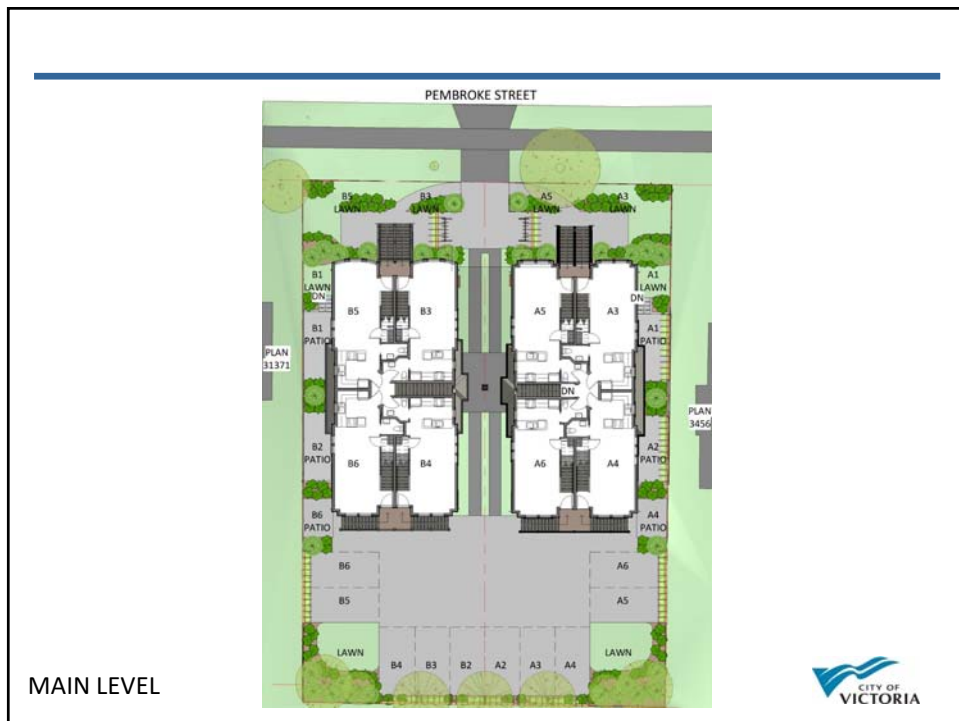 PEMBROKE STREET
B5
LAWN
B3
LAWN
A5
LAWN
A3
LAWN
B1
LAWN
DN
A1
LAWN
DN
B5
B3
A5
A3
B1
PATIO
A1
PATIO
PLAN
31371
DN
PLAN
3456
B2
PATIO
B6
B4
A6
A4
A2
PATIO
B6
PATIO
A4
PATIO
B6
A6
B5
A5
LAWN
B4
B3
B2
A2
A3
A4
LAWN
MAIN LEVEL
CITY OF
VICTORIA